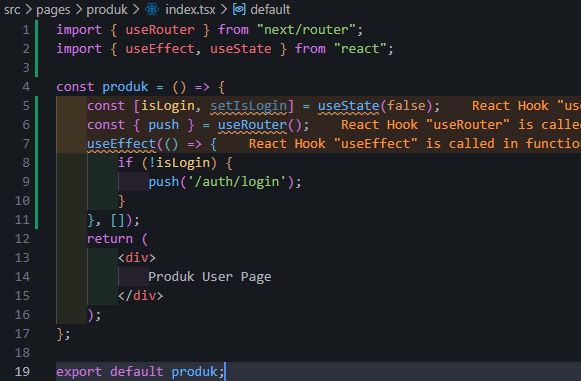 src > pages > produk > index.tsx > default
1 import { useRouter } from "next/router";
2 import { useEffect, useState } from "react";
3
4 const produk = () => {
5     const [isLogin, setIsLogin] = useState(false);     React Hook "use
6     const { push } = useRouter();     React Hook "useRouter" is calle
7     useEffect(() => {     React Hook "useEffect" is called in function
8         if (!isLogin) {
9             push('/auth/login');
10         }
11     }, []);
12     return (
13         <div>
14             Produk User Page
15         </div>
16     );
17 };
18
19 export default produk;